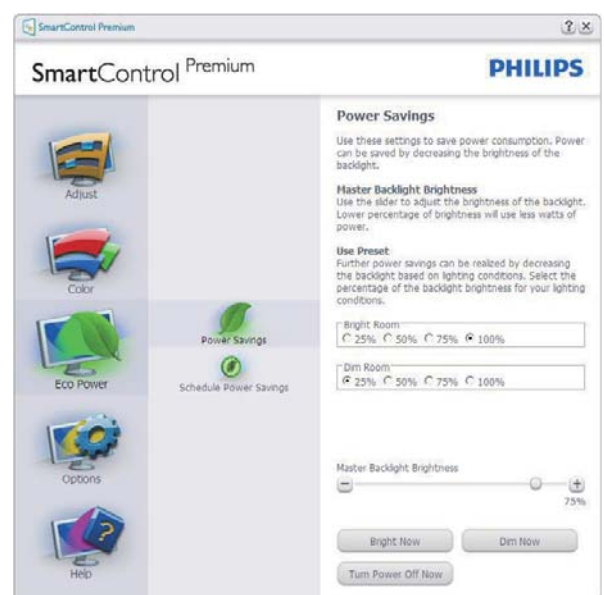 SmartControl Premium
? ×
SmartControl Premium
PHILIPS
Adjust
Color
Eco Power
Options
Help
Power Savings
Schedule Power Savings
Power Savings
Use these settings to save power consumption. Power
can be saved by decreasing the brightness of the
backlight.
Master Backlight Brightness
Use the slider to adjust the brightness of the backlight.
Lower percentage of brightness will use less watts of
power.
Use Preset
Further power savings can be realized by decreasing
the backlight based on lighting conditions. Select the
percentage of the backlight brightness for your lighting
conditions.
Bright Room
25% 50% 75% 100%
Dim Room
25% 50% 75% 100%
Master Backlight Brightness
75%
Bright Now
Dim Now
Turn Power Off Now